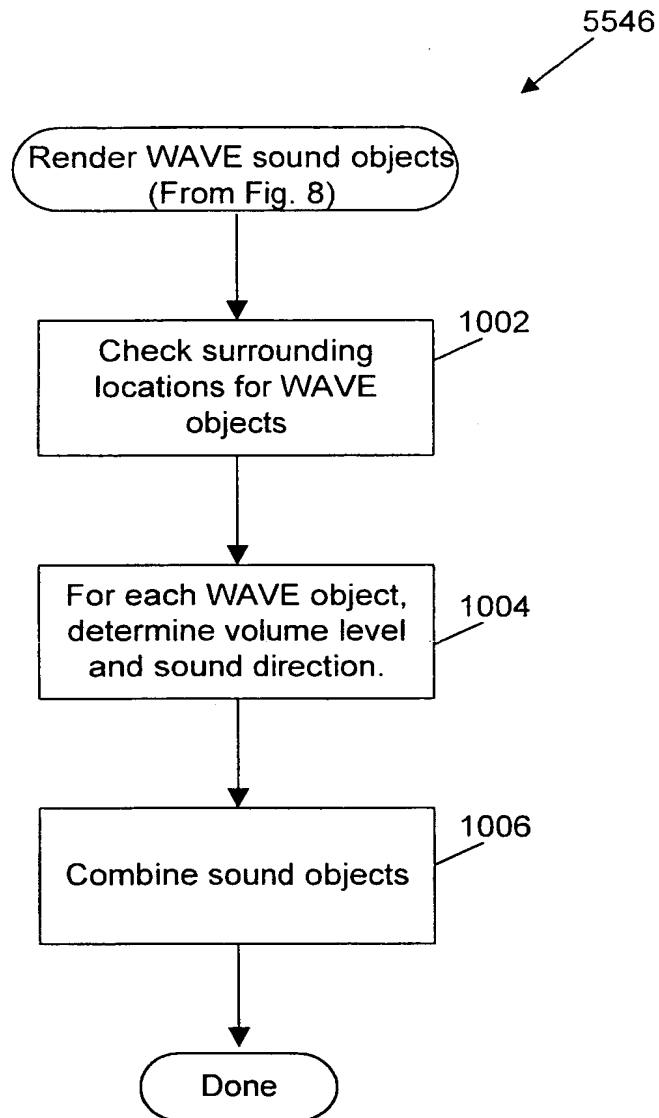 5546
Render WAVE sound objects
(From Fig. 8)
1002
Check surrounding
locations for WAVE
objects
1004
For each WAVE object,
determine volume level
and sound direction.
1006
Combine sound objects
Done